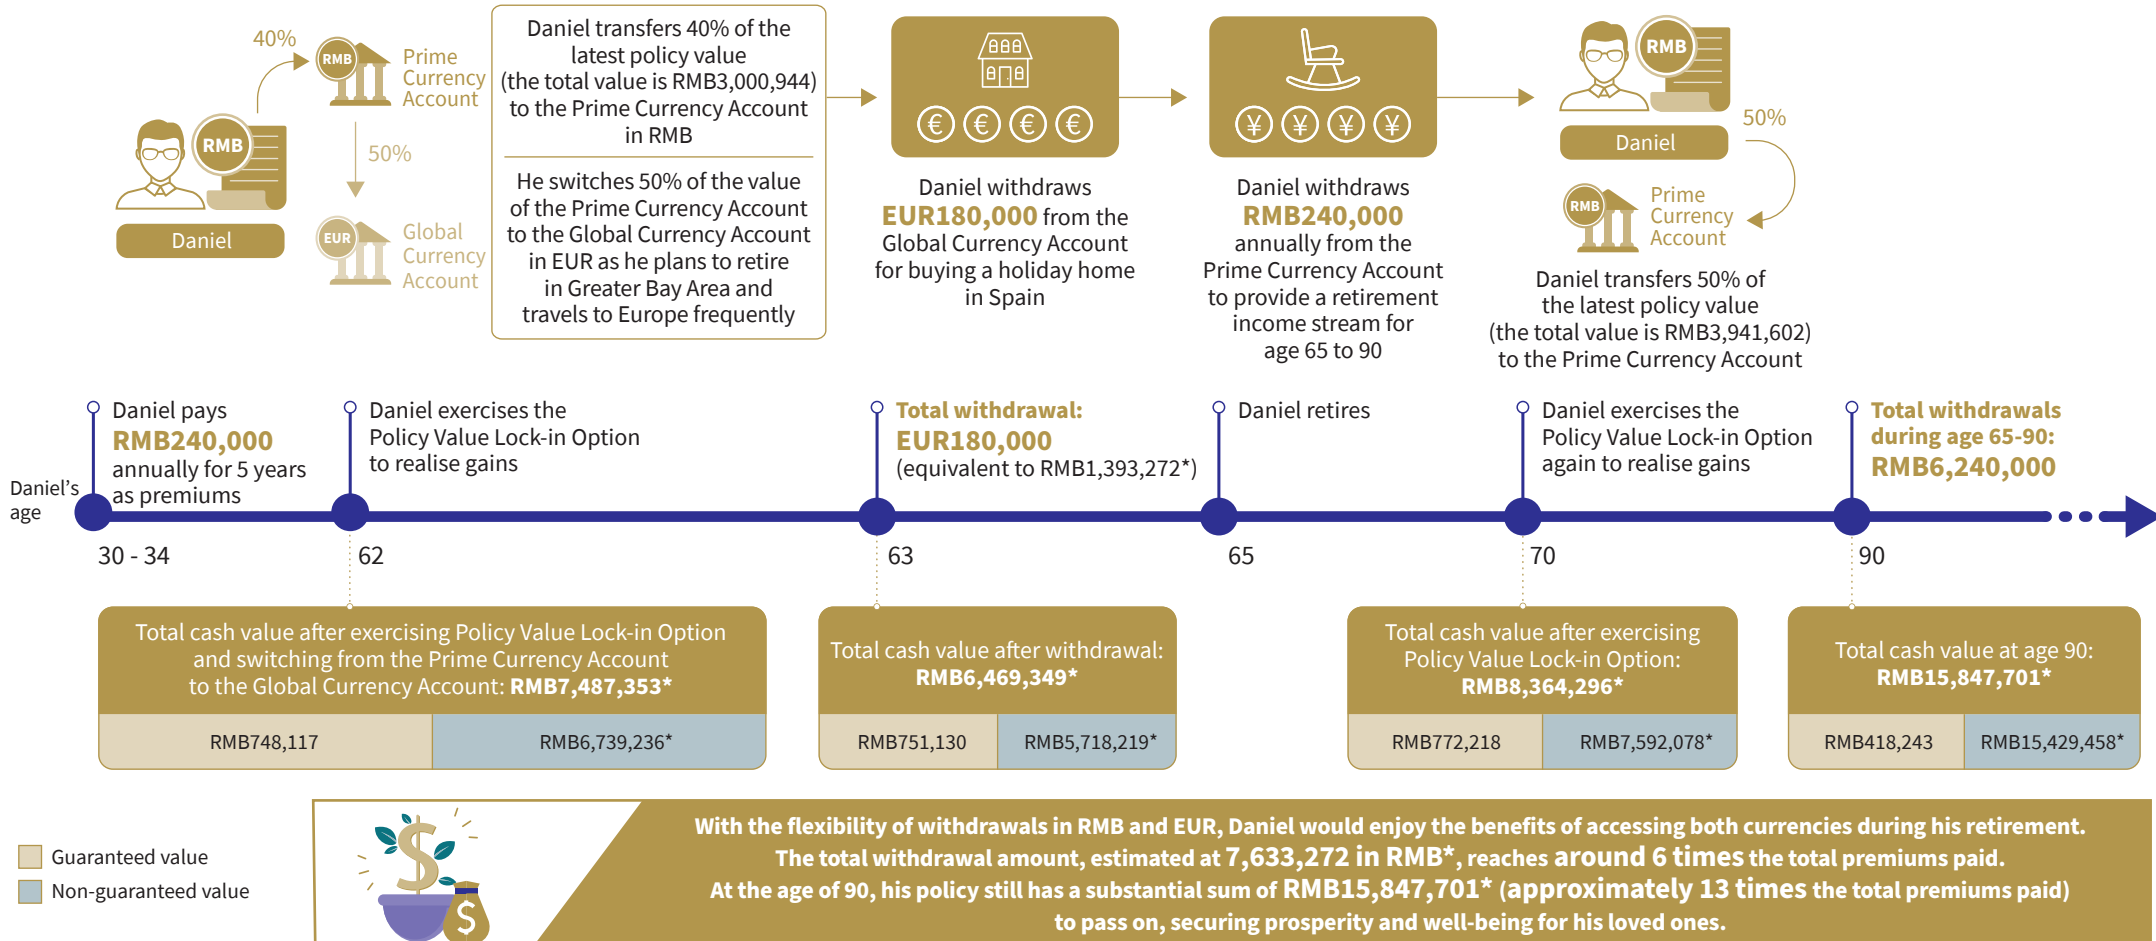 40%
RMB
Prime
Currency
Account
RMB
50%
EUR
Global
Currency
Account
Daniel
Daniel transfers 40% of the
latest policy value
(the total value is RMB3,000,944)
to the Prime Currency Account
in RMB
He switches 50% of the value
of the Prime Currency Account
to the Global Currency Account
in EUR as he plans to retire
in Greater Bay Area and
travels to Europe frequently
€ € € €
Daniel withdraws
EUR180,000 from the
Global Currency Account
for buying a holiday home
in Spain
¥ ¥ ¥ ¥
Daniel withdraws
RMB240,000
annually from the
Prime Currency Account
to provide a retirement
income stream for
age 65 to 90
RMB
Daniel
50%
RMB
Prime
Currency
Account
Daniel transfers 50% of
the latest policy value
(the total value is RMB3,941,602)
to the Prime Currency Account
Daniel's
age
Daniel pays
RMB240,000
annually for 5 years
as premiums
30 - 34
Daniel exercises the
Policy Value Lock-in Option
to realise gains
62
Total withdrawal:
EUR180,000
(equivalent to RMB1,393,272*)
63
Daniel retires
65
Daniel exercises the
Policy Value Lock-in Option
again to realise gains
70
Total withdrawals
during age 65-90:
RMB6,240,000
90
Total cash value after exercising Policy Value Lock-in Option
and switching from the Prime Currency Account
to the Global Currency Account: RMB7,487,353*
RMB748,117
RMB6,739,236*
Total cash value after withdrawal:
RMB6,469,349*
RMB751,130
RMB5,718,219*
Total cash value after exercising
Policy Value Lock-in Option:
RMB8,364,296*
RMB772,218
RMB7,592,078*
Total cash value at age 90:
RMB15,847,701*
RMB418,243
RMB15,429,458*
Guaranteed value
Non-guaranteed value
$
$
With the flexibility of withdrawals in RMB and EUR, Daniel would enjoy the benefits of accessing both currencies during his retirement.
The total withdrawal amount, estimated at 7,633,272 in RMB*, reaches around 6 times the total premiums paid.
At the age of 90, his policy still has a substantial sum of RMB15,847,701* (approximately 13 times the total premiums paid)
to pass on, securing prosperity and well-being for his loved ones.